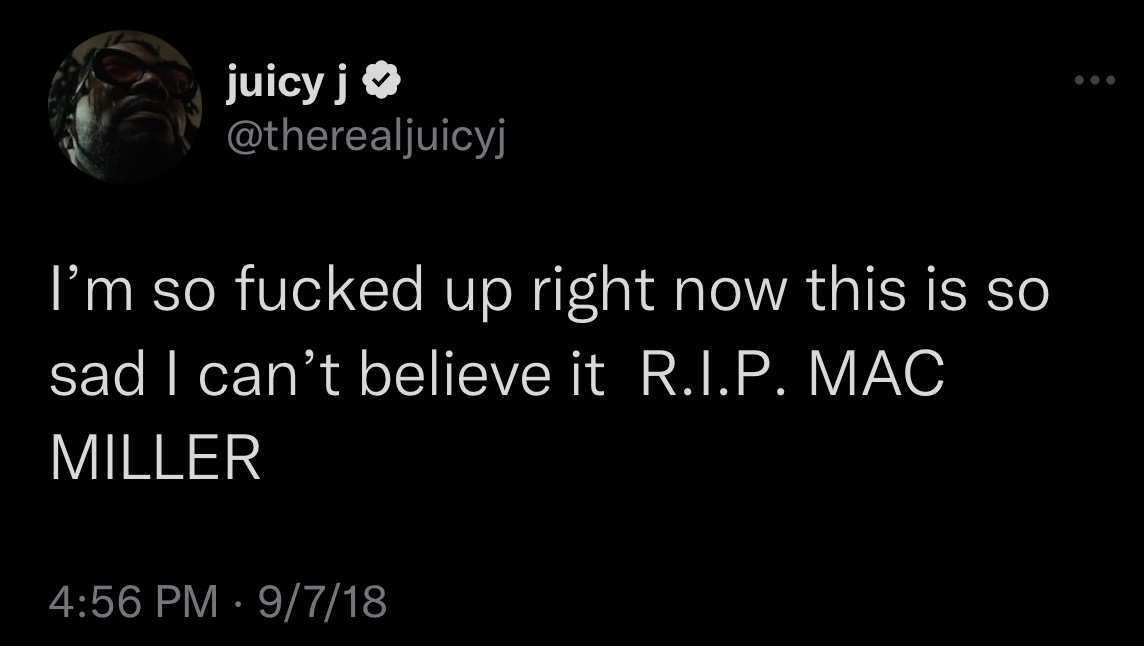 juicy j
@therealjuicyj
I’m so fucked up right now this is so
sad I can’t believe it  R.I.P. MAC
MILLER
4:56 PM · 9/7/18